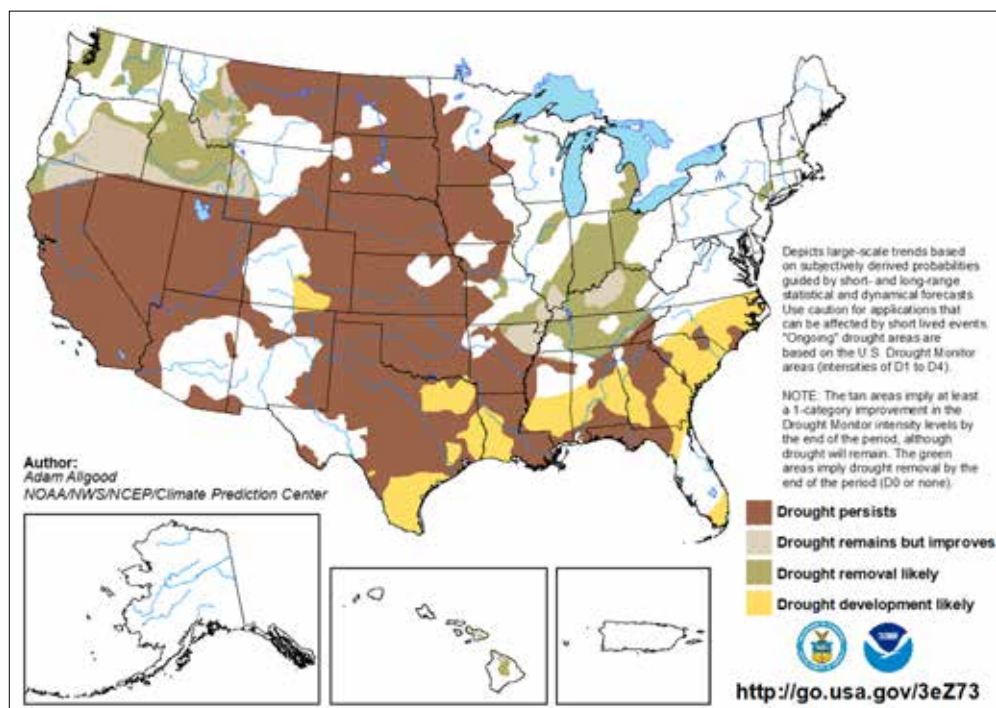 Depicts large-scale trends based
on subjectively derived probabilities
guided by short- and long-range
statistical and dynamical forecasts.
Use caution for applications that
can be affected by short lived events.
"Ongoing" drought areas are
based on the U.S. Drought Monitor
areas (intensities of D1 to D4).
NOTE: The tan areas imply at least
a 1-category improvement in the
Drought Monitor intensity levels by
the end of the period, although
drought will remain. The green
areas imply drought removal by the
end of the period (D0 or none).
Author:
Adam Allgood
NOAA/NWS/NCEP/Climate Prediction Center
Drought persists
Drought remains but improves
Drought removal likely
Drought development likely
http://go.usa.gov/3eZ73